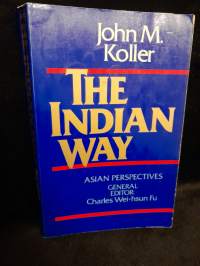 John M.
Koller
THE
INDIAN
WAY
ASIAN PERSPECTIVES
GENERAL
EDITOR
Charles Wei-hsun Fu